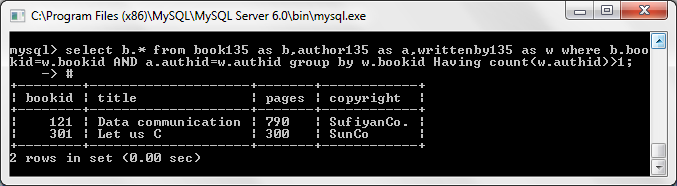 C:\Program Files (x86)\MySQL\MySQL Server 6.0\bin\mysql.exe
mysql> select b.* from book135 as b,author135 as a,writtenby135 as w where b.boo
kid=w.bookid AND a.authid=w.authid group by w.bookid Having count(w.authid)>1;
    -> #
+--------+--------------------+-------+------------+
| bookid | title              | pages | copyright  |
+--------+--------------------+-------+------------+
|    121 | Data communication | 790   | SufiyanCo. |
|    301 | Let us C           | 300   | SunCo      |
+--------+--------------------+-------+------------+
2 rows in set (0.00 sec)